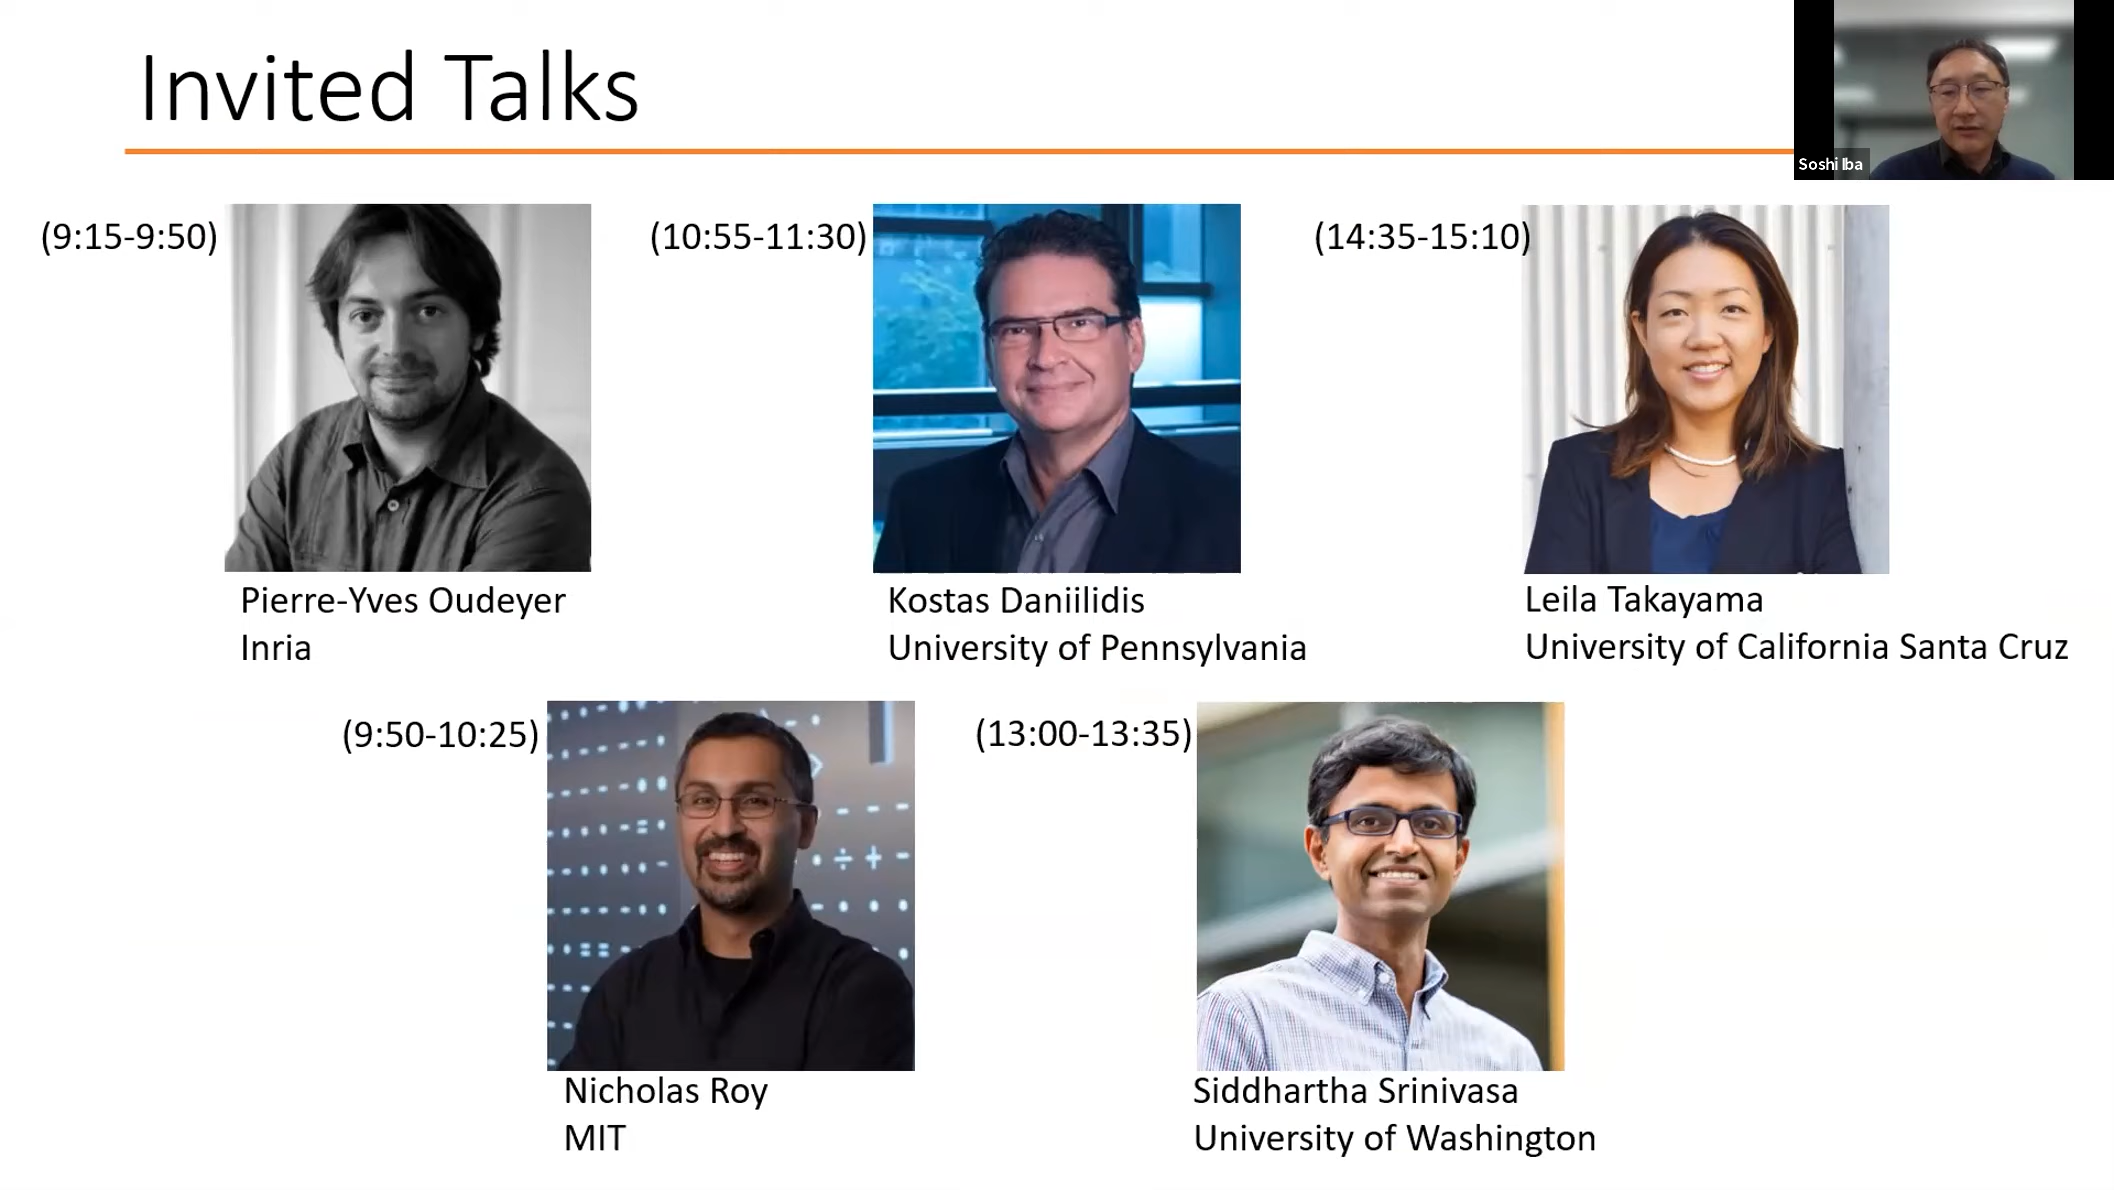 Invited Talks
Soshi Iba
(9:15-9:50)
(10:55-11:30)
(14:35-15:10)
Pierre-Yves Oudeyer
Inria
Kostas Daniilidis
University of Pennsylvania
Leila Takayama
University of California Santa Cruz
(9:50-10:25)
(13:00-13:35)
Nicholas Roy
MIT
Siddhartha Srinivasa
University of Washington